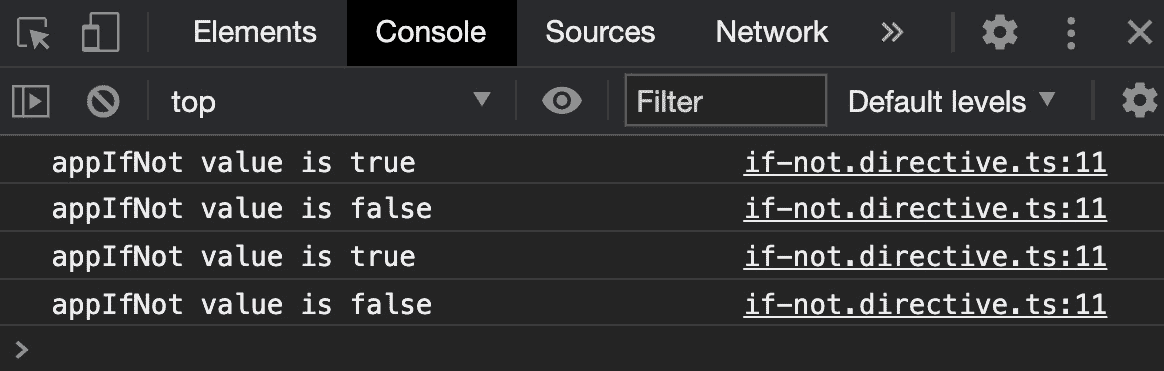 Elements Console Sources Network »
top ▼ Filter Default levels ▼
appIfNot value is true if-not.directive.ts:11
appIfNot value is false if-not.directive.ts:11
appIfNot value is true if-not.directive.ts:11
appIfNot value is false if-not.directive.ts:11
>